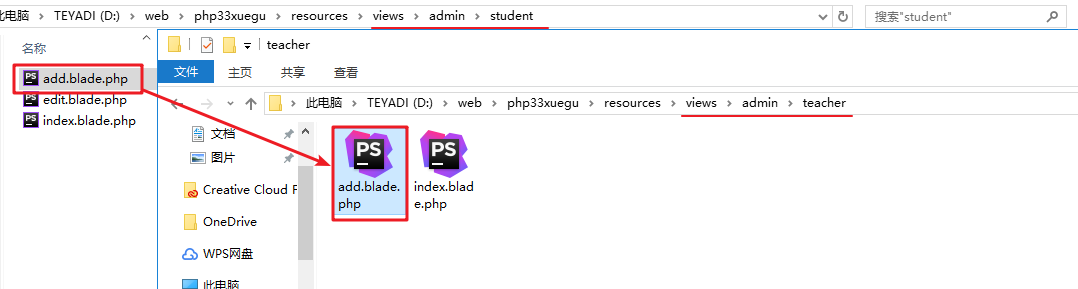 此电脑 › TEYADI (D:) › web › php33xuegu › resources › views › admin › student
搜索"student"
名称
add.blade.php
edit.blade.php
index.blade.php
teacher
文件 主页 共享 查看
此电脑 › TEYADI (D:) › web › php33xuegu › resources › views › admin › teacher
文档
图片
Creative Cloud F
OneDrive
WPS网盘
此电脑
PS
add.blade.
php
PS
index.blad
e.php